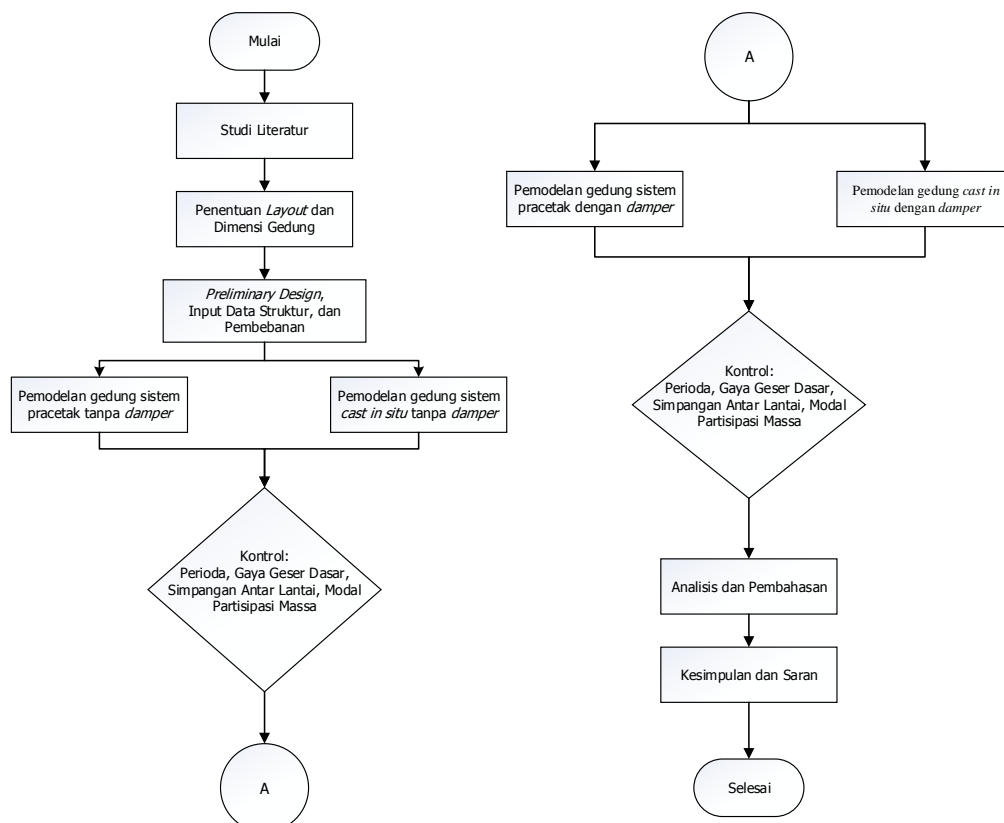 Mulai
Studi Literatur
Penentuan Layout dan
Dimensi Gedung
Preliminary Design,
Input Data Struktur, dan
Pembebanan
Pemodelan gedung sistem
pracetak tanpa damper
Pemodelan gedung sistem
cast in situ tanpa damper
Kontrol:
Perioda, Gaya Geser Dasar,
Simpangan Antar Lantai, Modal
Partisipasi Massa
A
A
Pemodelan gedung sistem
pracetak dengan damper
Pemodelan gedung cast in
situ dengan damper
Kontrol:
Perioda, Gaya Geser Dasar,
Simpangan Antar Lantai, Modal
Partisipasi Massa
Analisis dan Pembahasan
Kesimpulan dan Saran
Selesai